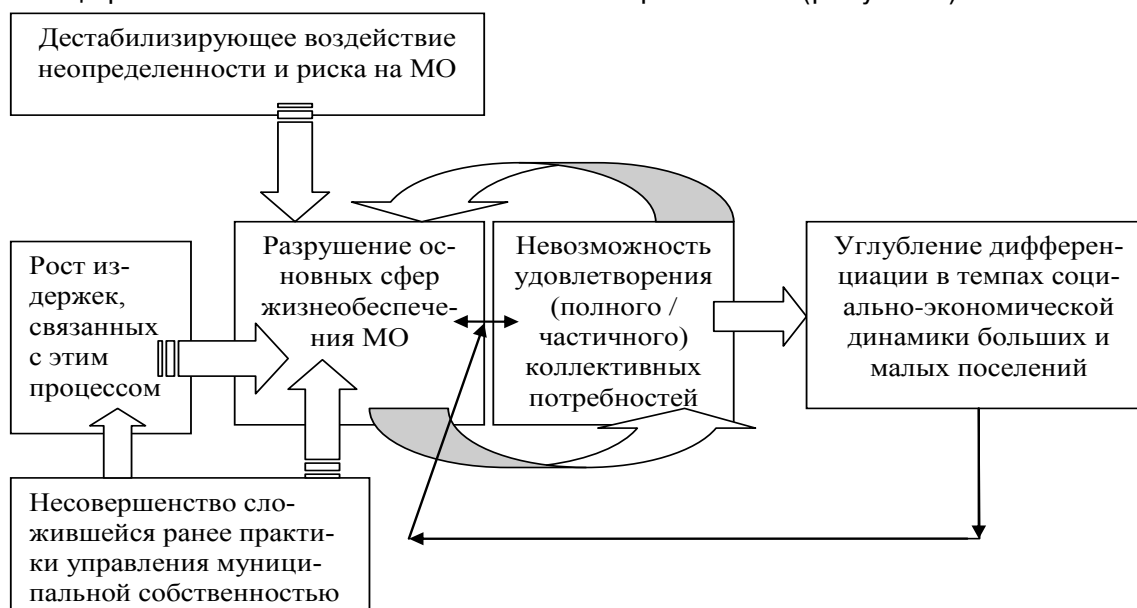 Дестабилизирующее воздействие
неопределенности и риска на МО
Рост из-
держек,
связанных
с этим
процессом
Разрушение ос-
новных сфер
жизнеобеспече-
ния МО
Невозможность
удовлетворения
(полного /
частичного)
коллективных
потребностей
Углубление дифферен-
циации в темпах соци-
ально-экономической
динамики больших и
малых поселений
Несовершенство сло-
жившейся ранее практи-
ки управления муници-
пальной собственностью